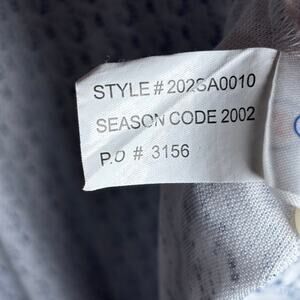 STYLE # 202SA0010
SEASON CODE 2002
P.O # 3156